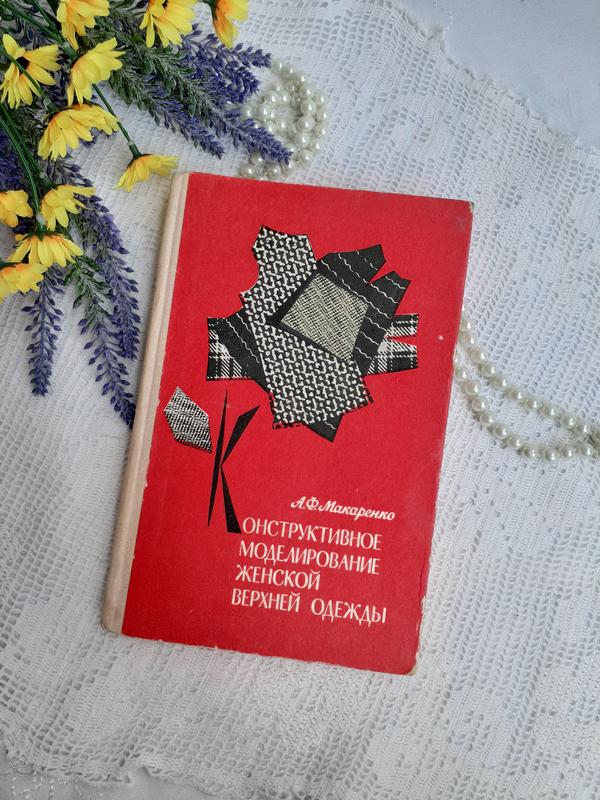 А.Ф. Макаренко
КОНСТРУКТИВНОЕ
МОДЕЛИРОВАНИЕ
ЖЕНСКОЙ
ВЕРХНЕЙ ОДЕЖДЫ